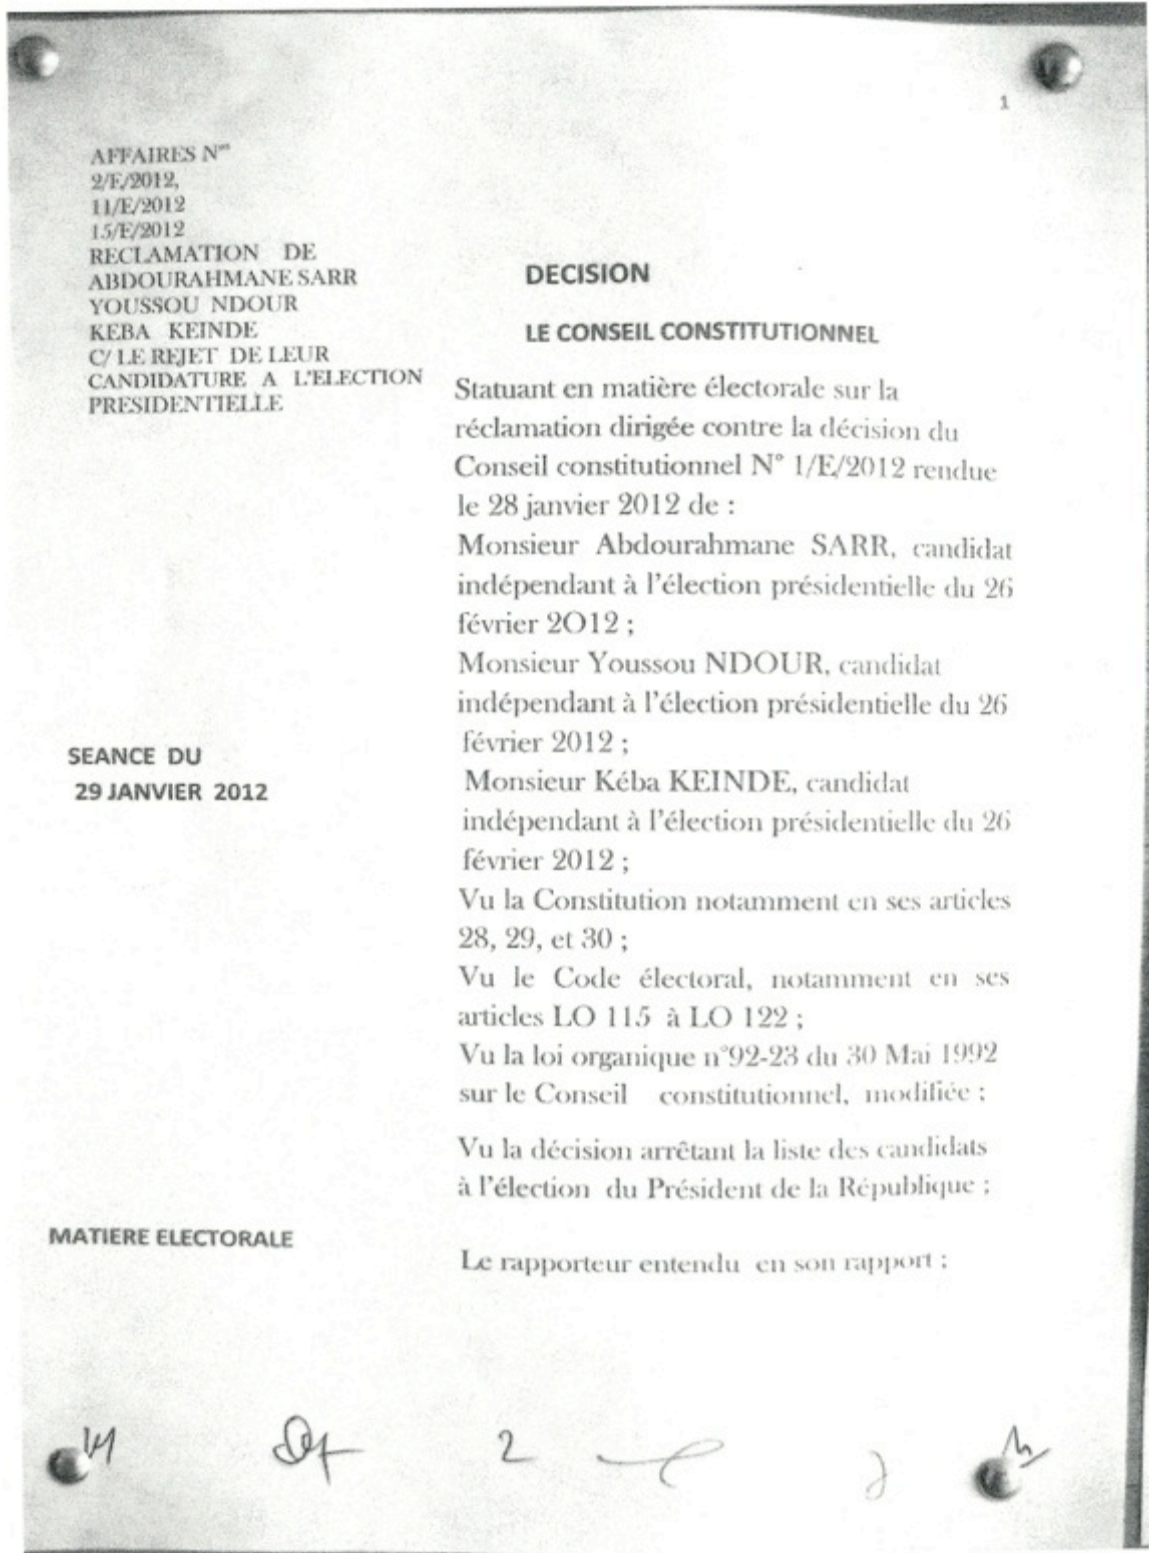 1
AFFAIRES Nos
2/E/2012,
11/E/2012
15/E/2012
RECLAMATION DE
ABDOURAHMANE SARR
YOUSSOU NDOUR
KEBA KEINDE
C/ LE REJET DE LEUR
CANDIDATURE A L'ELECTION
PRESIDENTIELLE
SEANCE DU
29 JANVIER 2012
MATIERE ELECTORALE
DECISION
LE CONSEIL CONSTITUTIONNEL
Statuant en matière électorale sur la
réclamation dirigée contre la décision du
Conseil constitutionnel N° 1/E/2012 rendue
le 28 janvier 2012 de :
Monsieur Abdourahmane SARR, candidat
indépendant à l'élection présidentielle du 26
février 2O12 ;
Monsieur Youssou NDOUR, candidat
indépendant à l'élection présidentielle du 26
février 2012 ;
Monsieur Kéba KEINDE, candidat
indépendant à l'élection présidentielle du 26
février 2012 ;
Vu la Constitution notamment en ses articles
28, 29, et 30 ;
Vu le Code électoral, notamment en ses
articles LO 115 à LO 122 ;
Vu la loi organique n°92-23 du 30 Mai 1992
sur le Conseil constitutionnel, modifiée ;
Vu la décision arrêtant la liste des candidats
à l'élection du Président de la République ;
Le rapporteur entendu en son rapport ;